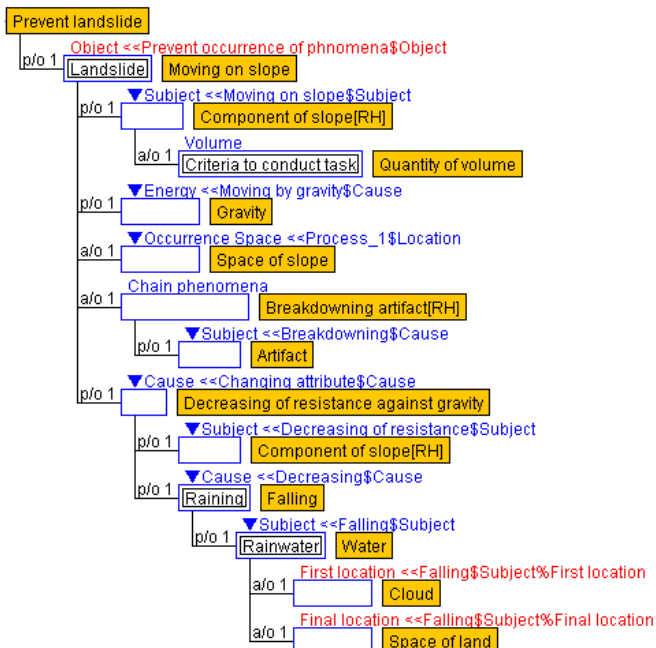 Prevent landslide
Object <<Prevent occurrence of phnomena$Object
p/o 1 Landslide Moving on slope
▼Subject <<Moving on slope$Subject
p/o 1 Component of slope[RH]
Volume
a/o 1 Criteria to conduct task Quantity of volume
▼Energy <<Moving by gravity$Cause
p/o 1 Gravity
▼Occurrence Space <<Process_1$Location
a/o 1 Space of slope
Chain phenomena
a/o 1 Breakdowning artifact[RH]
▼Subject <<Breakdowning$Cause
p/o 1 Artifact
▼Cause <<Changing attribute$Cause
p/o 1 Decreasing of resistance against gravity
▼Subject <<Decreasing of resistance$Subject
p/o 1 Component of slope[RH]
▼Cause <<Decreasing$Cause
p/o 1 Raining Falling
▼Subject <<Falling$Subject
p/o 1 Rainwater Water
First location <<Falling$Subject%First location
a/o 1 Cloud
Final location <<Falling$Subject%Final location
a/o 1 Space of land